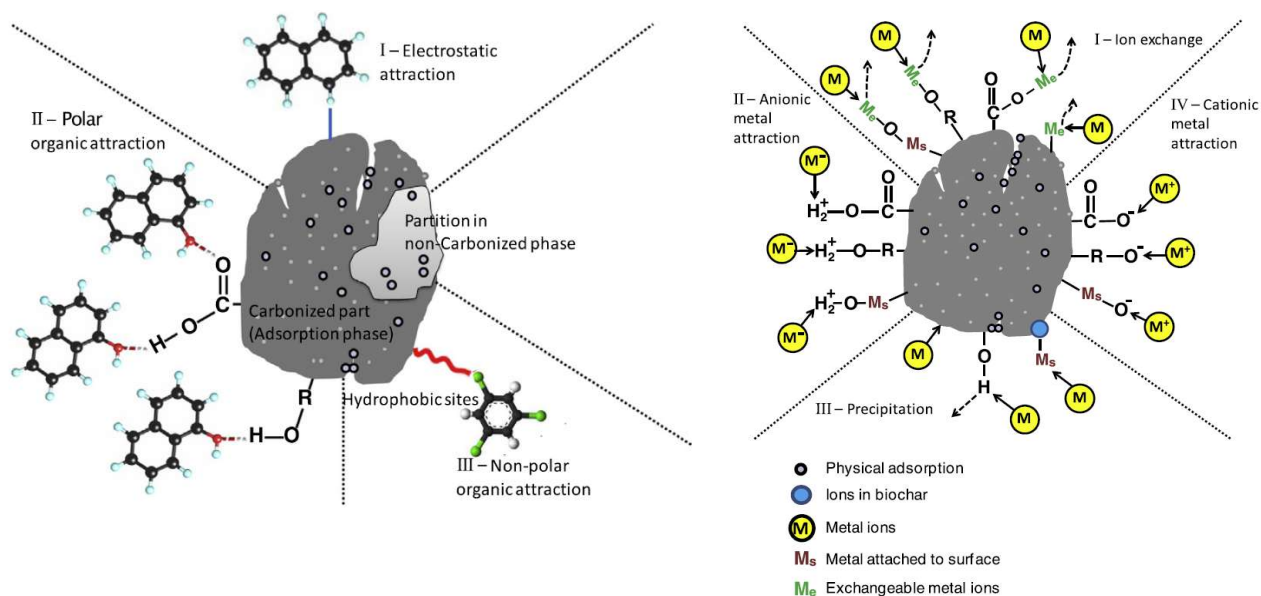 I – Electrostatic
attraction
II – Polar
organic attraction
Partition in
non-Carbonized phase
O
C
O
H
Carbonized part
(Adsorption phase)
R
H
O
Hydrophobic sites
III – Non-polar
organic attraction
I – Ion exchange
M
Me
O
R
M
Me
O
Ms
M
Me
O
C
O
Me
M
II – Anionic
metal
attraction
IV – Cationic
metal
attraction
M-
H2+
O
C
O
M-
H2+
O
R
M-
H2+
O
Ms
O
C
O-
M+
R
O-
M+
Ms
O-
M+
M
O
H
M
Ms
M
III – Precipitation
Physical adsorption
Ions in biochar
M Metal ions
Ms Metal attached to surface
Me Exchangeable metal ions